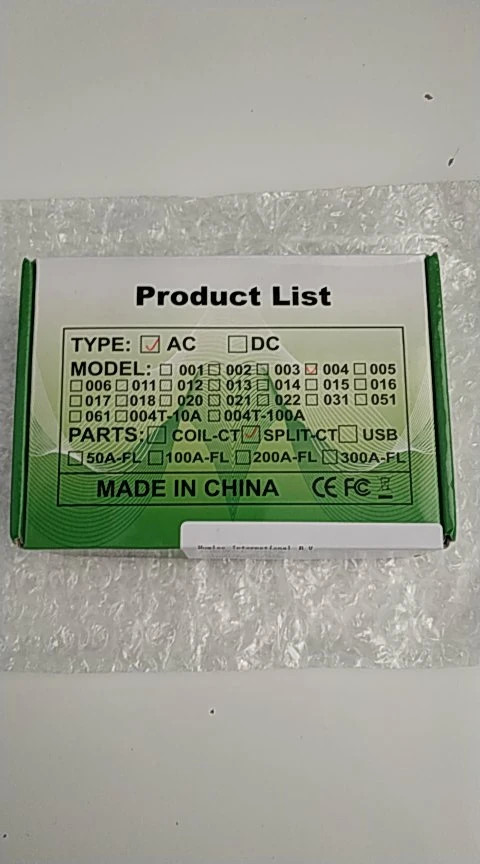 Product List
TYPE: ☑ AC ☐ DC
MODEL: ☐ 001 ☐ 002 ☐ 003 ☑ 004 ☐ 005
☐ 006 ☐ 011 ☐ 012 ☐ 013 ☐ 014 ☐ 015 ☐ 016
☐ 017 ☐ 018 ☐ 020 ☐ 021 ☐ 022 ☐ 031 ☐ 051
☐ 061 ☐ 004T-10A ☐ 004T-100A
PARTS: ☐ COIL-CT ☑ SPLIT-CT ☐ USB
☐ 50A-FL ☐ 100A-FL ☐ 200A-FL ☐ 300A-FL
MADE IN CHINA CE FC
International B.V.